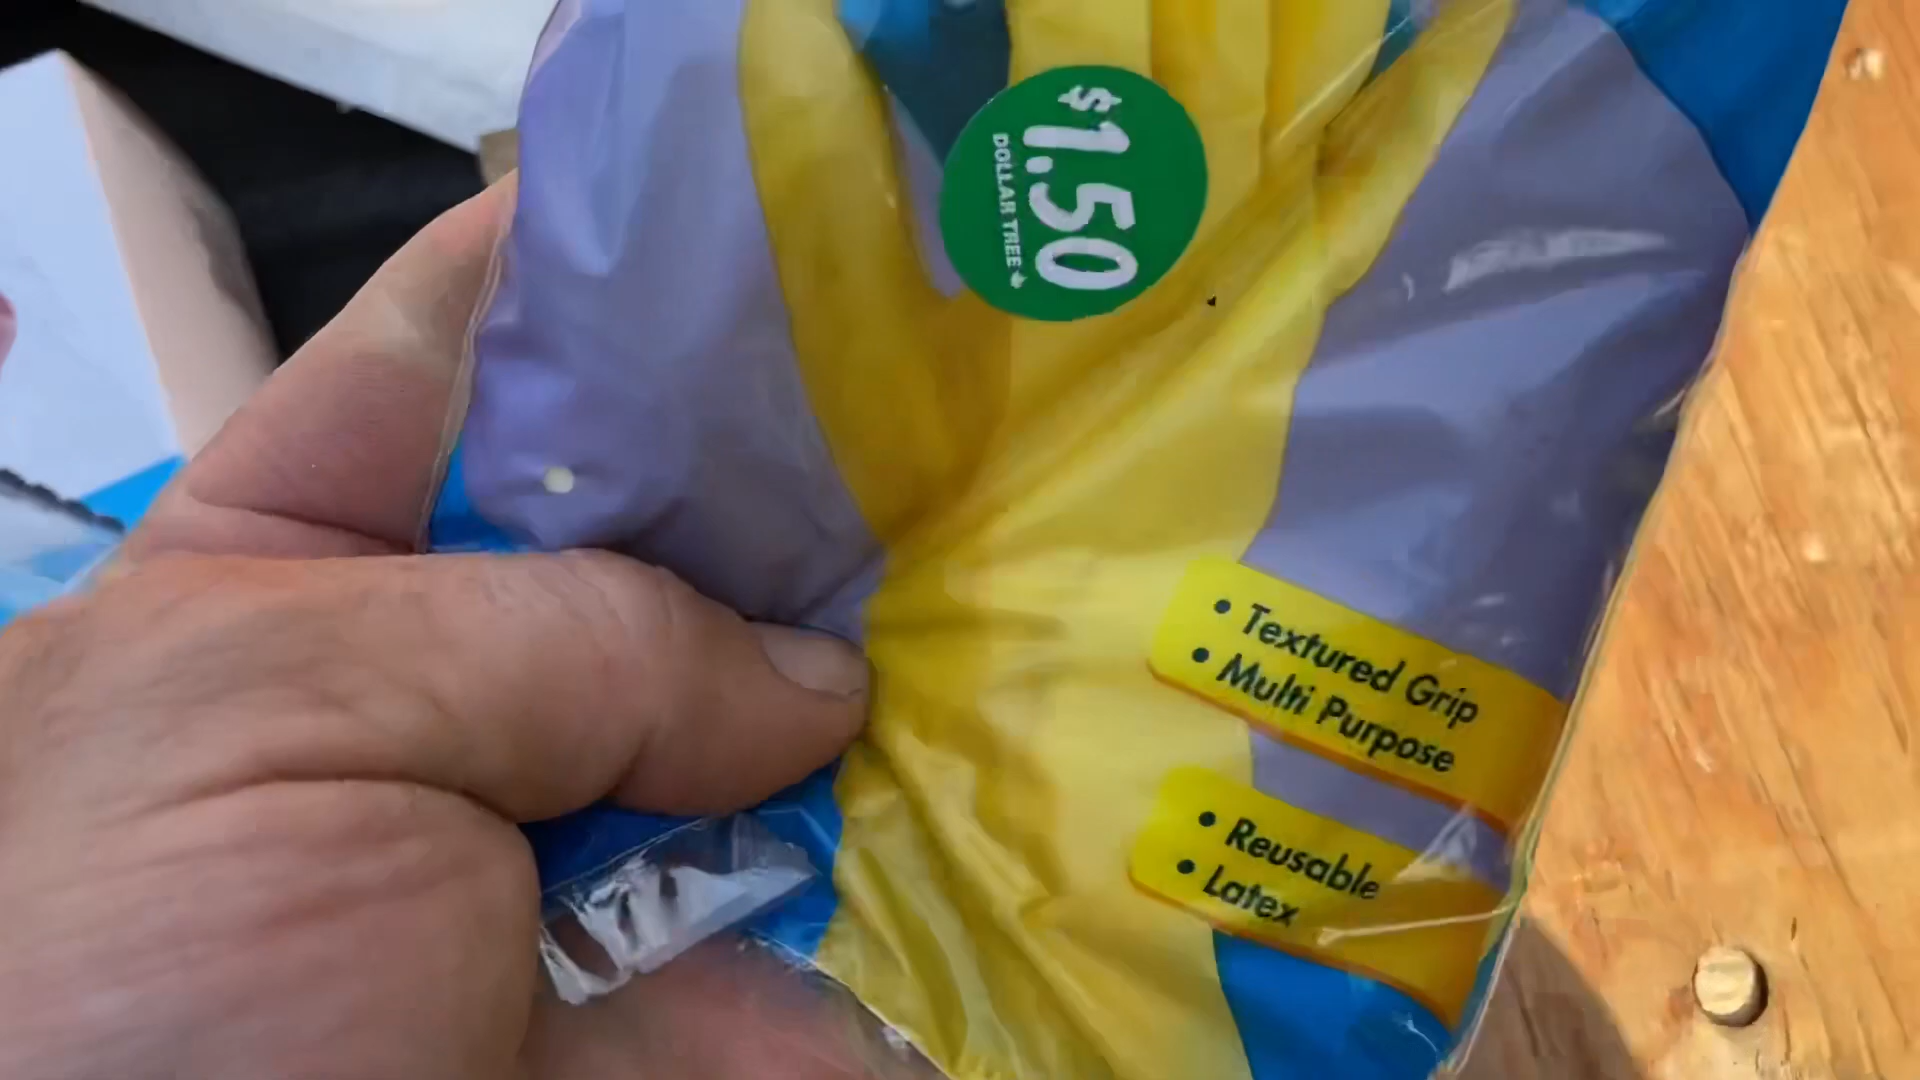 $1.50
DOLLAR TREE
• Textured Grip
• Multi Purpose
• Reusable
• Latex